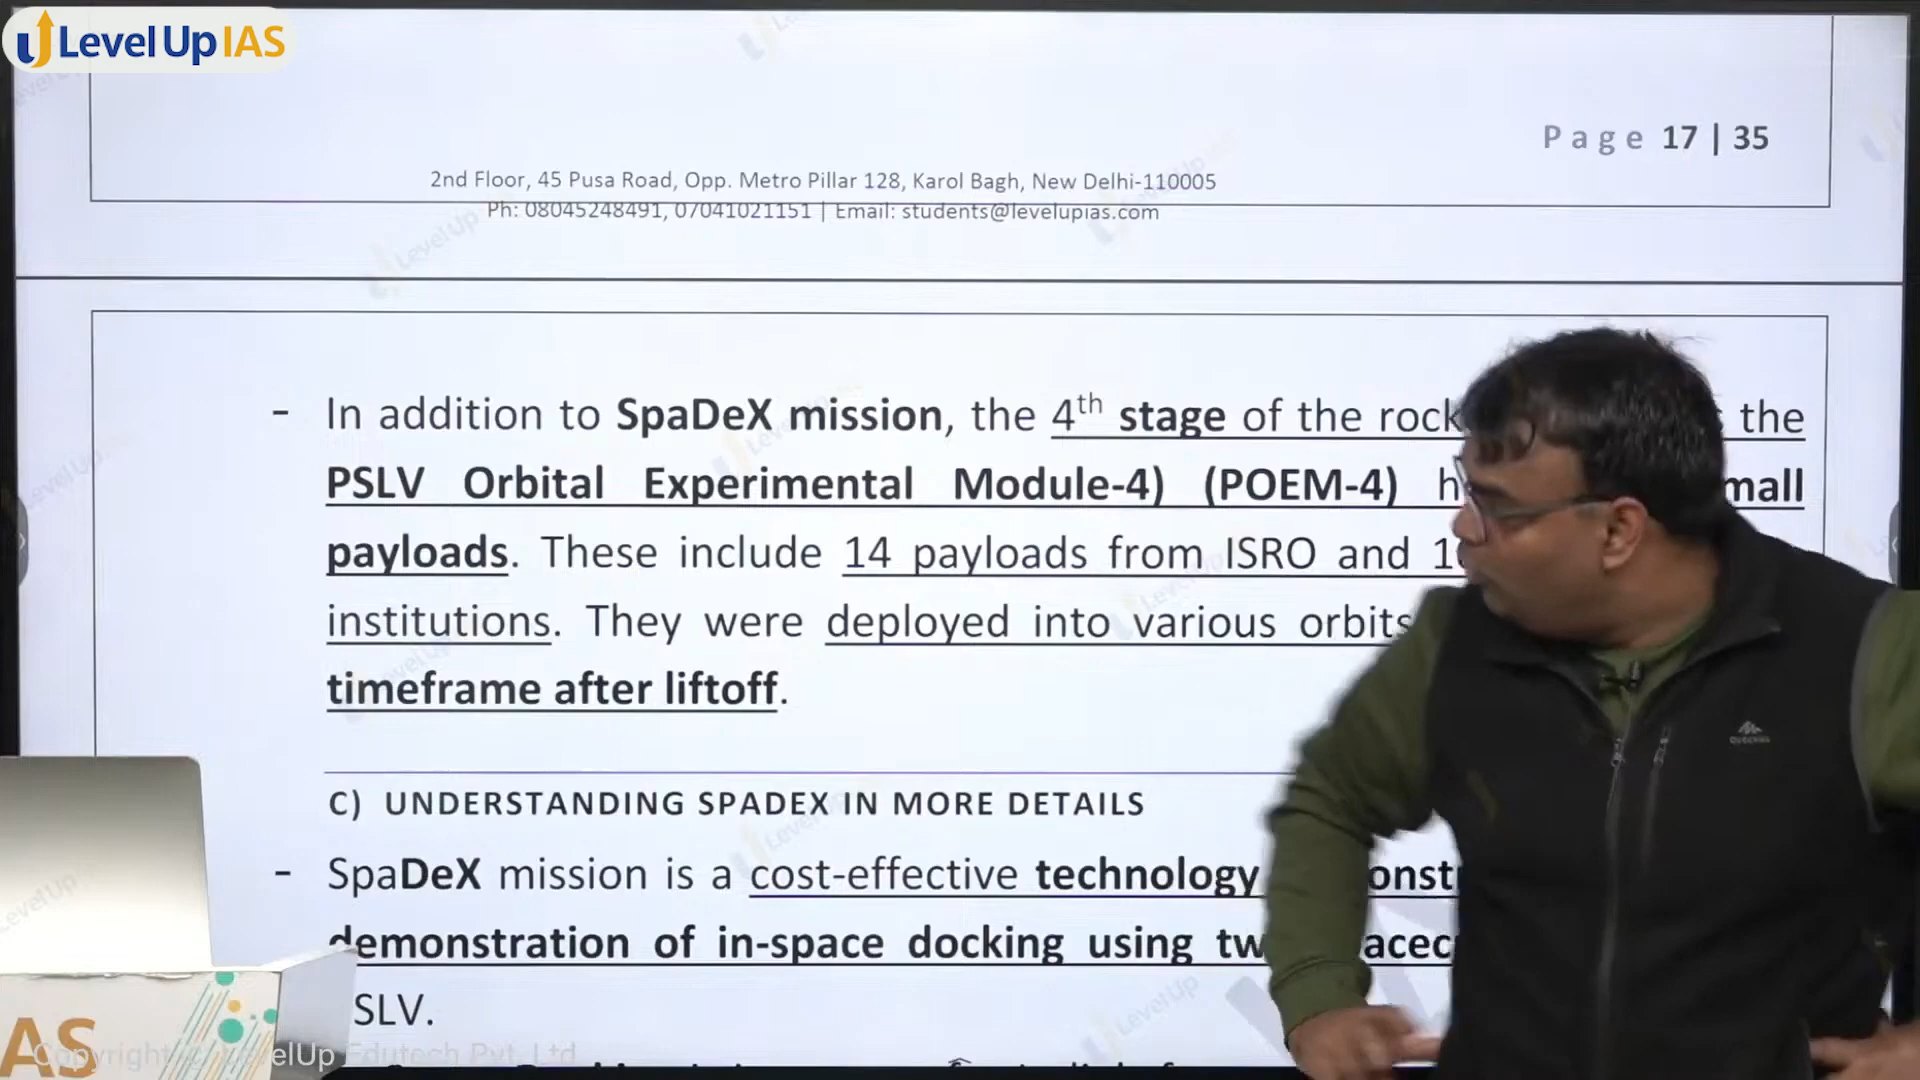 Level Up IAS
Page 17 | 35
2nd Floor, 45 Pusa Road, Opp. Metro Pillar 128, Karol Bagh, New Delhi-110005
Ph: 08045248491, 07041021151 | Email: students@levelupias.com
- In addition to SpaDeX mission, the 4th stage of the rock the
PSLV Orbital Experimental Module-4) (POEM-4) h mall
payloads. These include 14 payloads from ISRO and 1
institutions. They were deployed into various orbits
timeframe after liftoff.
C) UNDERSTANDING SPADEX IN MORE DETAILS
- SpaDeX mission is a cost-effective technology onst
demonstration of in-space docking using tw acec
SLV.
AS
Copyright © LevelUp Edutech Pvt. Ltd